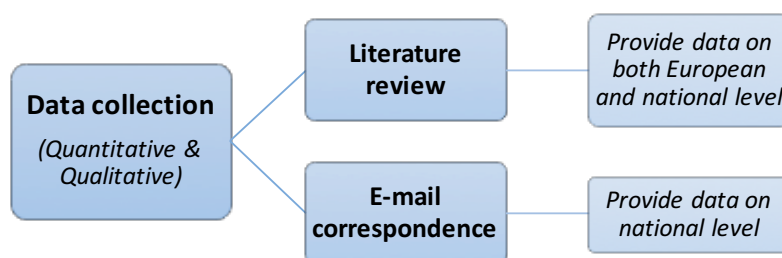 Data collection
(Quantitative &
Qualitative)
Literature
review
Provide data on
both European
and national level
E-mail
correspondence
Provide data on
national level